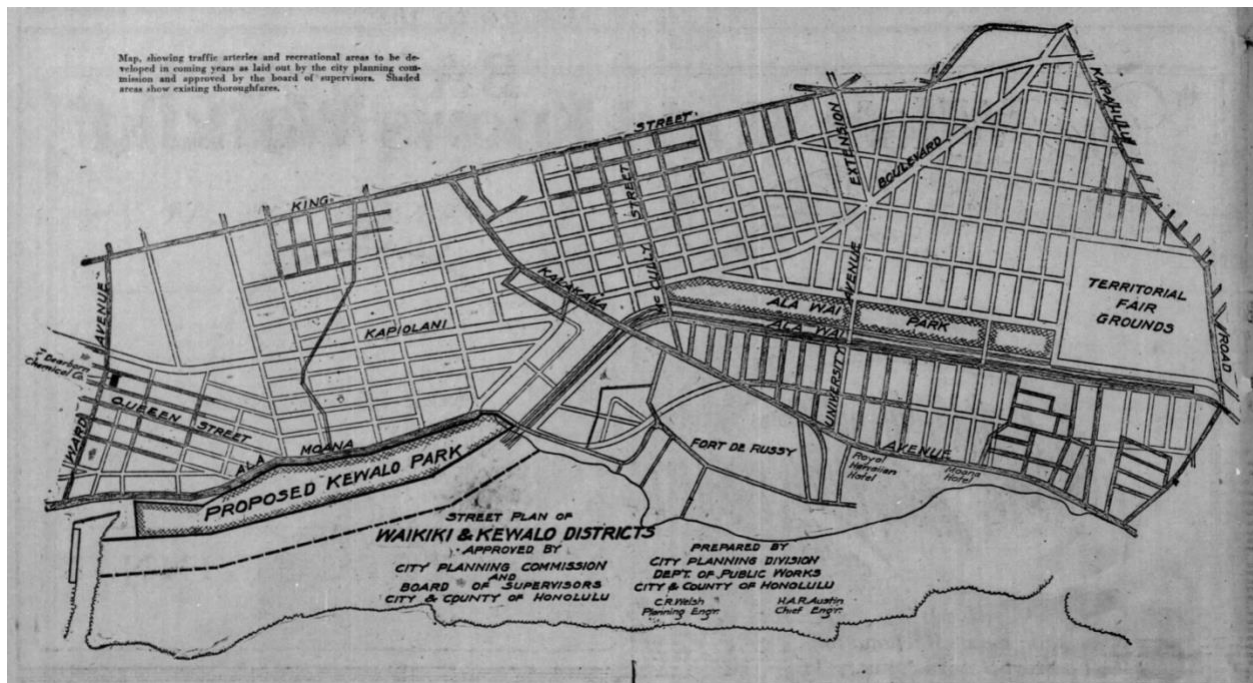 Map, showing traffic arteries and recreational areas to be de-
veloped in coming years as laid out by the city planning com-
mission and approved by the board of supervisors. Shaded
areas show existing thoroughfares.
KING
STREET
EXTENSION
BOULEVARD
KAPAHULU
ROAD
WARD
AVENUE
Chemical Co.
QUEEN STREET
ALA
MOANA
KAPIOLANI
KALAKAWA
AVENUE
Mc CULLY
STREET
ALA WAI
PARK
ALA WAI
UNIVERSITY
AVENUE
TERRITORIAL
FAIR
GROUNDS
FORT DE RUSSY
Royal
Hawaiian
Hotel
Moana
Hotel
PROPOSED KEWALO PARK
STREET PLAN OF
WAIKIKI & KEWALO DISTRICTS
APPROVED BY
CITY PLANNING COMMISSION
AND
BOARD OF SUPERVISORS
CITY & COUNTY OF HONOLULU
PREPARED BY
CITY PLANNING DIVISION
DEPT. OF PUBLIC WORKS
CITY & COUNTY OF HONOLULU
C.R.Welsh
Planning Engr.
H.A.R.Austin
Chief Engr.